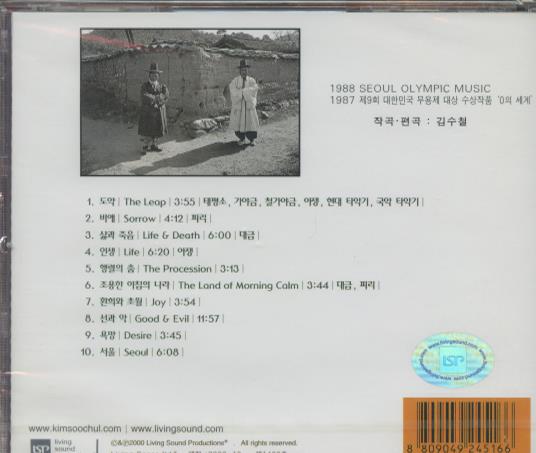 1988 SEOUL OLYMPIC MUSIC
1987 제9회 대한민국 무용제 대상 수상작품 '0의 세계'
작곡·편곡 : 김수철
1. 도약 | The Leap | 3:55 | 태평소, 가야금, 철가야금, 아쟁, 현대 타악기, 국악 타악기 |
2. 비애 | Sorrow | 4:12 | 피리 |
3. 삶과 죽음 | Life & Death | 6:00 | 대금 |
4. 인생 | Life | 6:20 | 아쟁 |
5. 행렬의 춤 | The Procession | 3:13 |
6. 조용한 아침의 나라 | The Land of Morning Calm | 3:44 | 대금, 피리 |
7. 환희와 초월 | Joy | 3:54 |
8. 선과 악 | Good & Evil | 11:57 |
9. 욕망 | Desire | 3:45 |
10. 서울 | Seoul | 6:08 |
www.livingsound.com
LSP
www.kimsoochul.com | www.livingsound.com
LSP living sound
©&℗2000 Living Sound Productions® . All rights reserved.
8 809049 245166